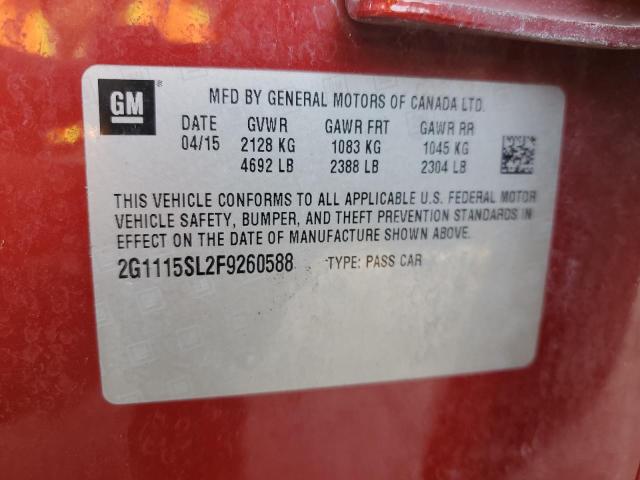 GM ®
MFD BY GENERAL MOTORS OF CANADA LTD.
DATE GVWR GAWR FRT GAWR RR
04/15 2128 KG 1083 KG 1045 KG
4692 LB 2388 LB 2304 LB
THIS VEHICLE CONFORMS TO ALL APPLICABLE U.S. FEDERAL MOTOR
VEHICLE SAFETY, BUMPER, AND THEFT PREVENTION STANDARDS IN
EFFECT ON THE DATE OF MANUFACTURE SHOWN ABOVE.
2G1115SL2F9260588 TYPE: PASS CAR